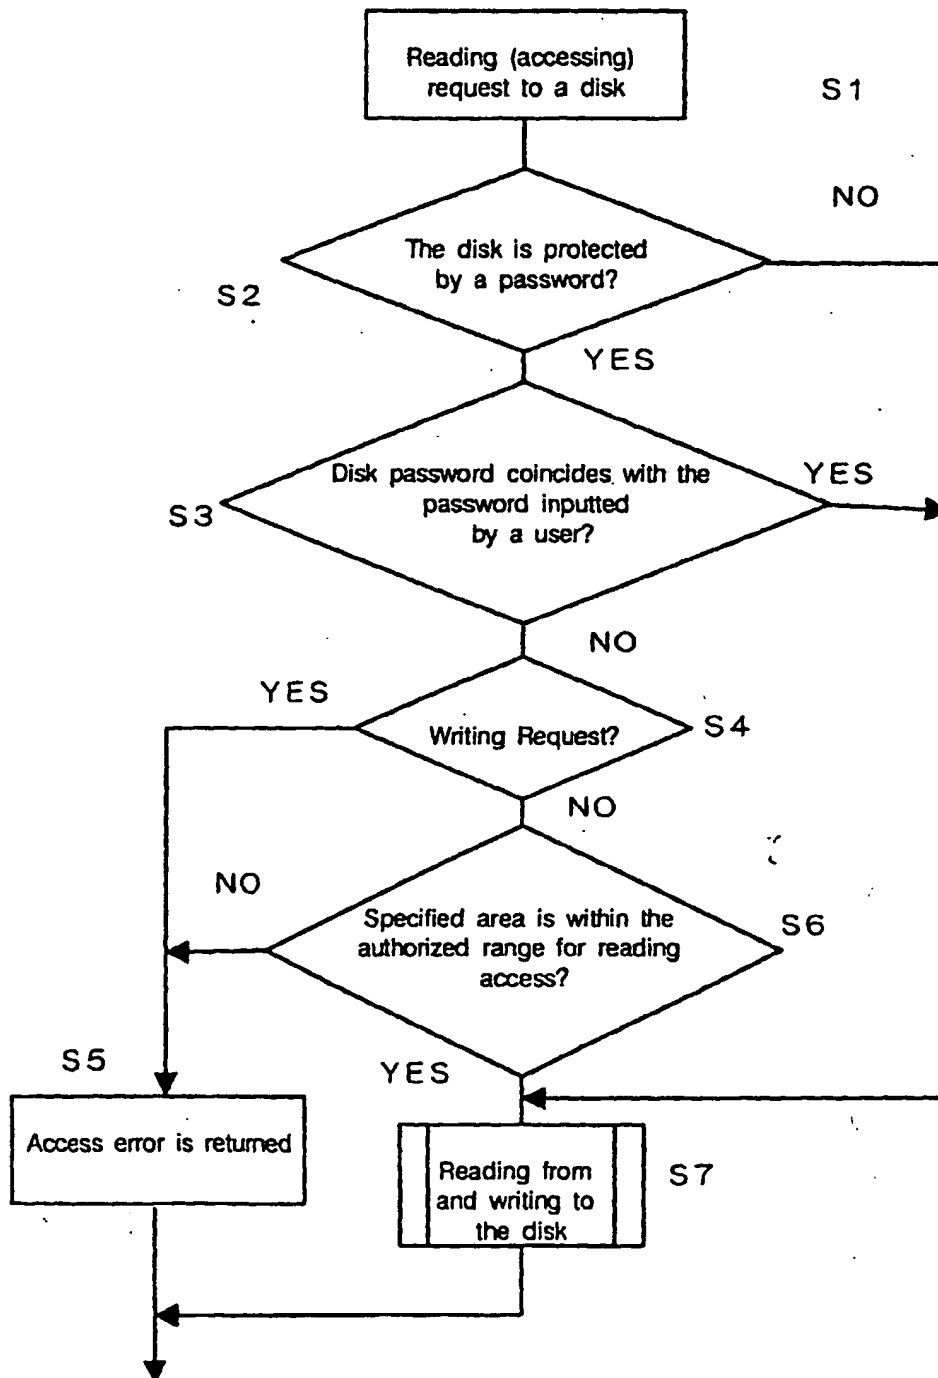 Reading (accessing)
request to a disk
S1
NO
The disk is protected
by a password?
S2
YES
Disk password coincides with the
password inputted
by a user?
YES
S3
NO
YES
Writing Request?
S4
NO
NO
Specified area is within the
authorized range for reading
access?
S6
S5
YES
Access error is returned
Reading from
and writing to
the disk
S7